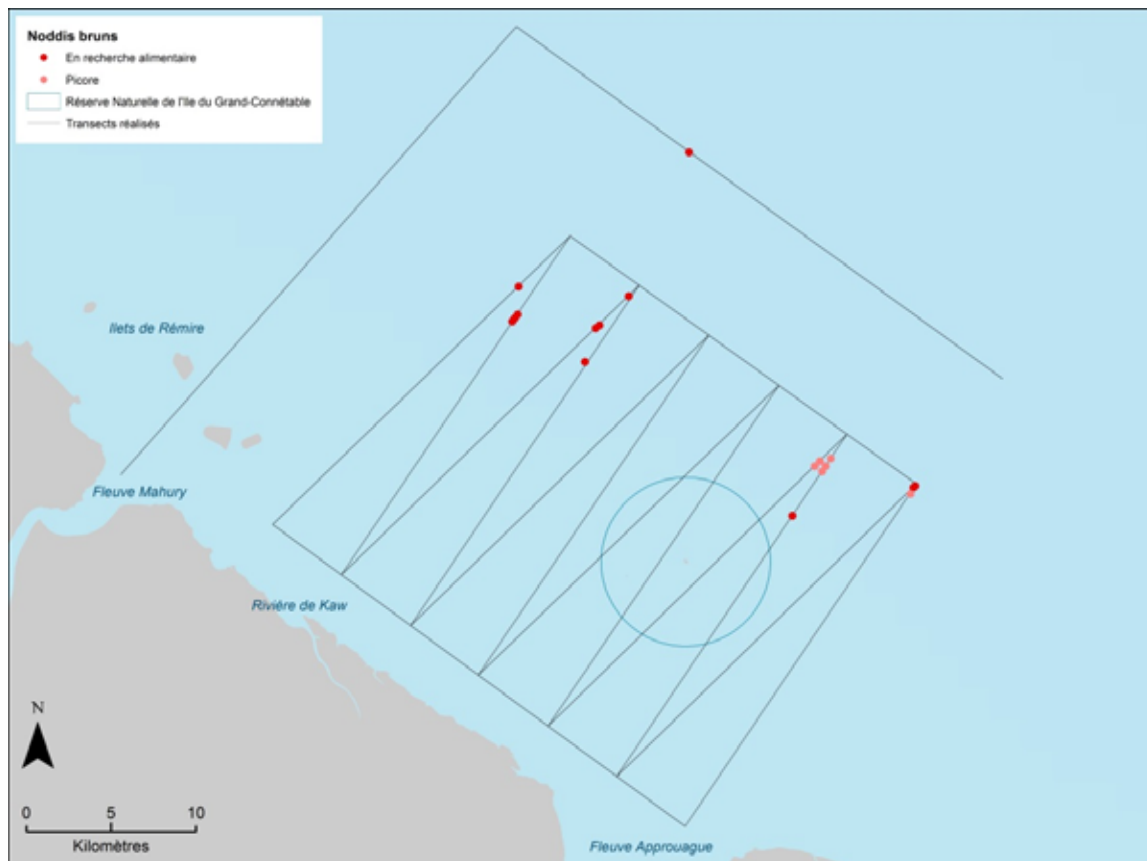 Noddis bruns
En recherche alimentaire
Picore
Réserve Naturelle de l'Ile du Grand-Connétable
Transects réalisés
Ilets de Rémire
Fleuve Mahury
Rivière de Kaw
N
0 5 10
Kilomètres
Fleuve Approuague